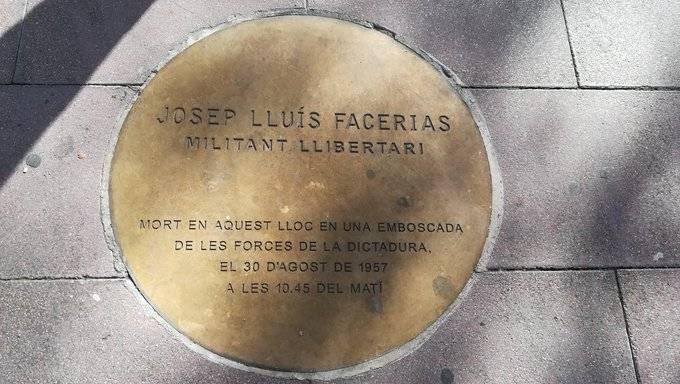 JOSEP LLUÍS FACERIAS
MILITANT LLIBERTARI
MORT EN AQUEST LLOC EN UNA EMBOSCADA
DE LES FORCES DE LA DICTADURA,
EL 30 D'AGOST DE 1957
A LES 10.45 DEL MATÍ